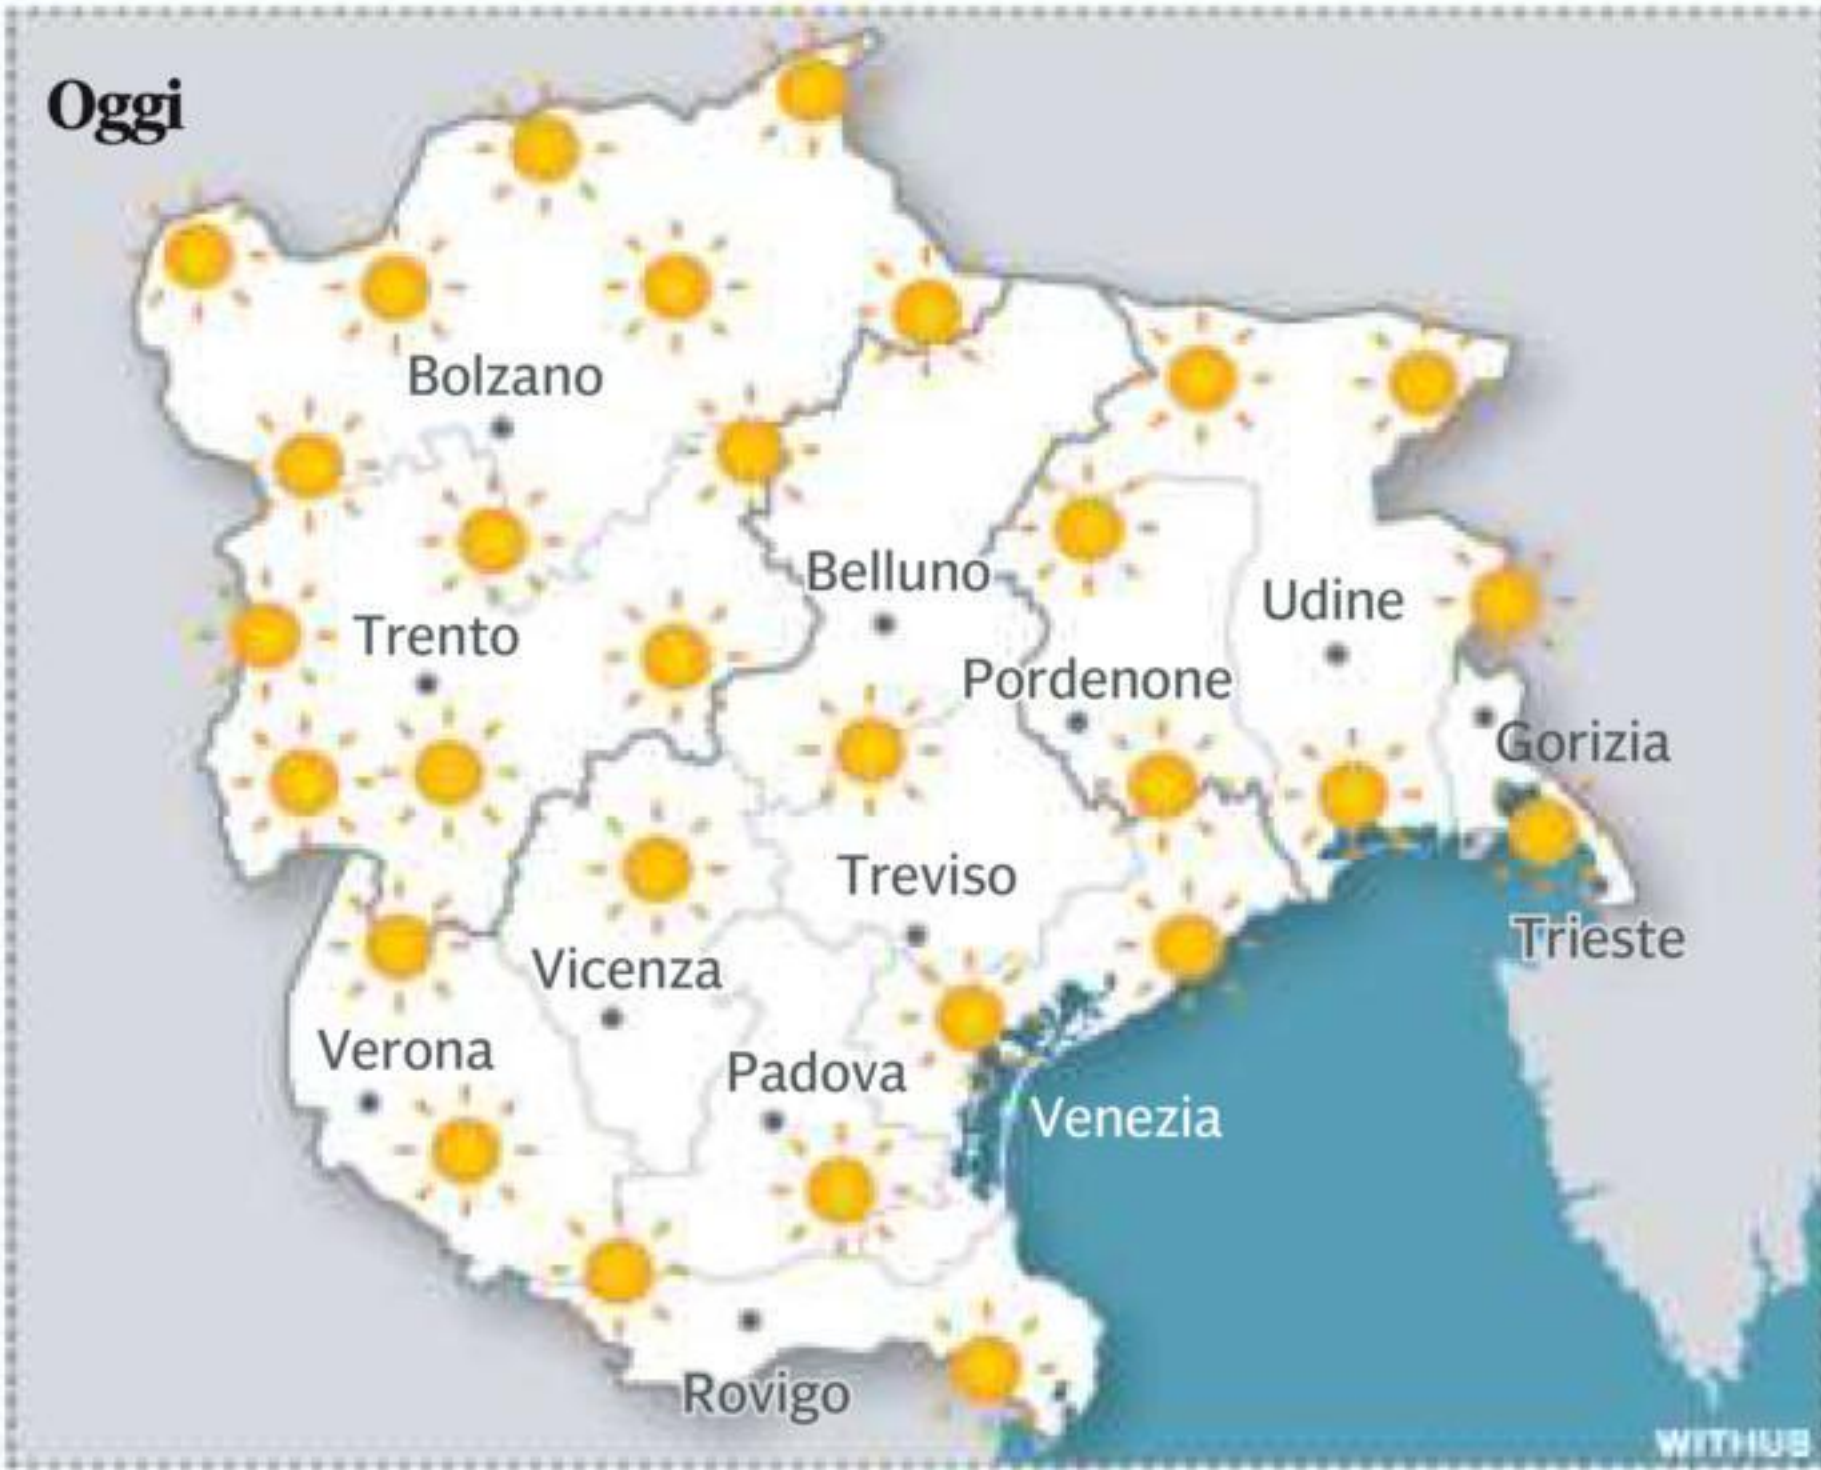 Oggi
Bolzano
Belluno
Udine
Trento
Pordenone
Gorizia
Treviso
Trieste
Vicenza
Verona
Padova
Venezia
Rovigo
WITHUB